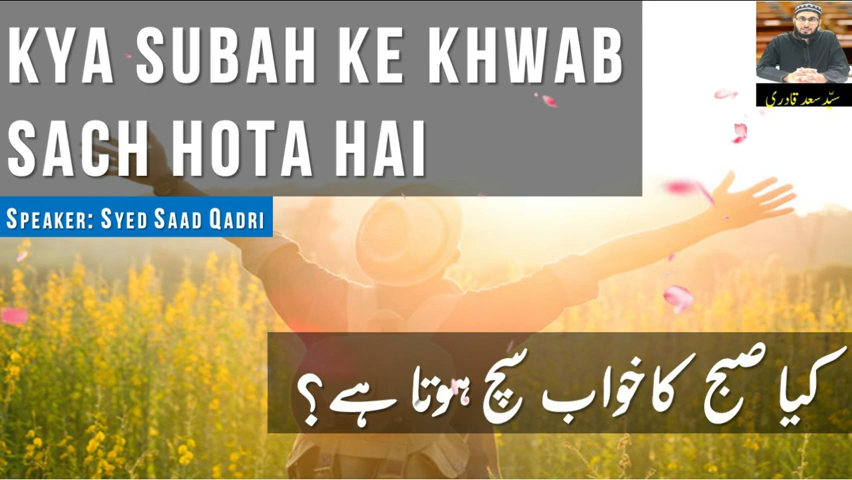 KYA SUBAH KE KHWAB
SACH HOTA HAI
سیّد سعد قادری
SPEAKER: SYED SAAD QADRI
کیا صبح کا خواب سچ ہوتا ہے؟